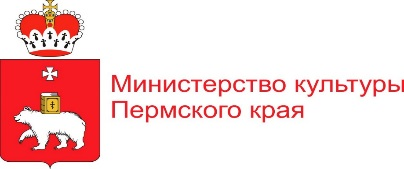 Министерство культуры
Пермского края